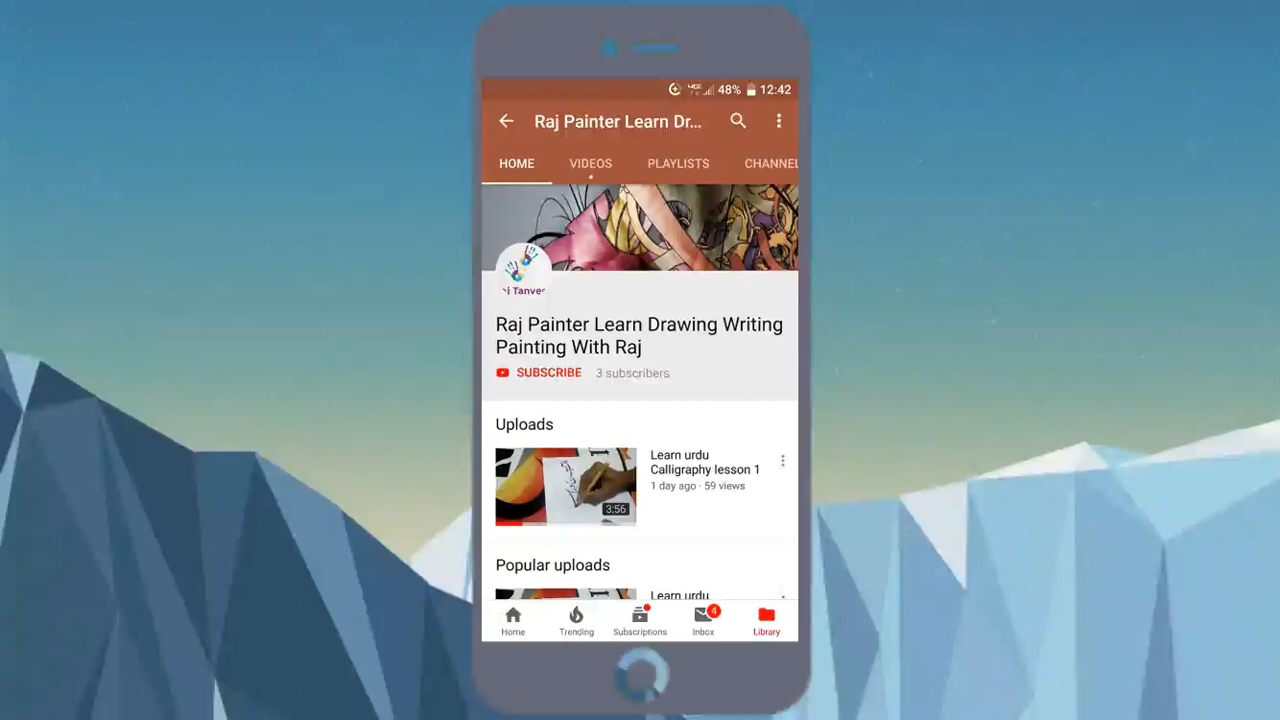 48% 12:42
Raj Painter Learn Dr...
HOME VIDEOS PLAYLISTS CHANNEL
Raj Painter Learn Drawing Writing
Painting With Raj
SUBSCRIBE 3 subscribers
Uploads
Learn urdu
Calligraphy lesson 1
1 day ago · 59 views
3:56
Popular uploads
Learn urdu
4
Home Trending Subscriptions Inbox Library